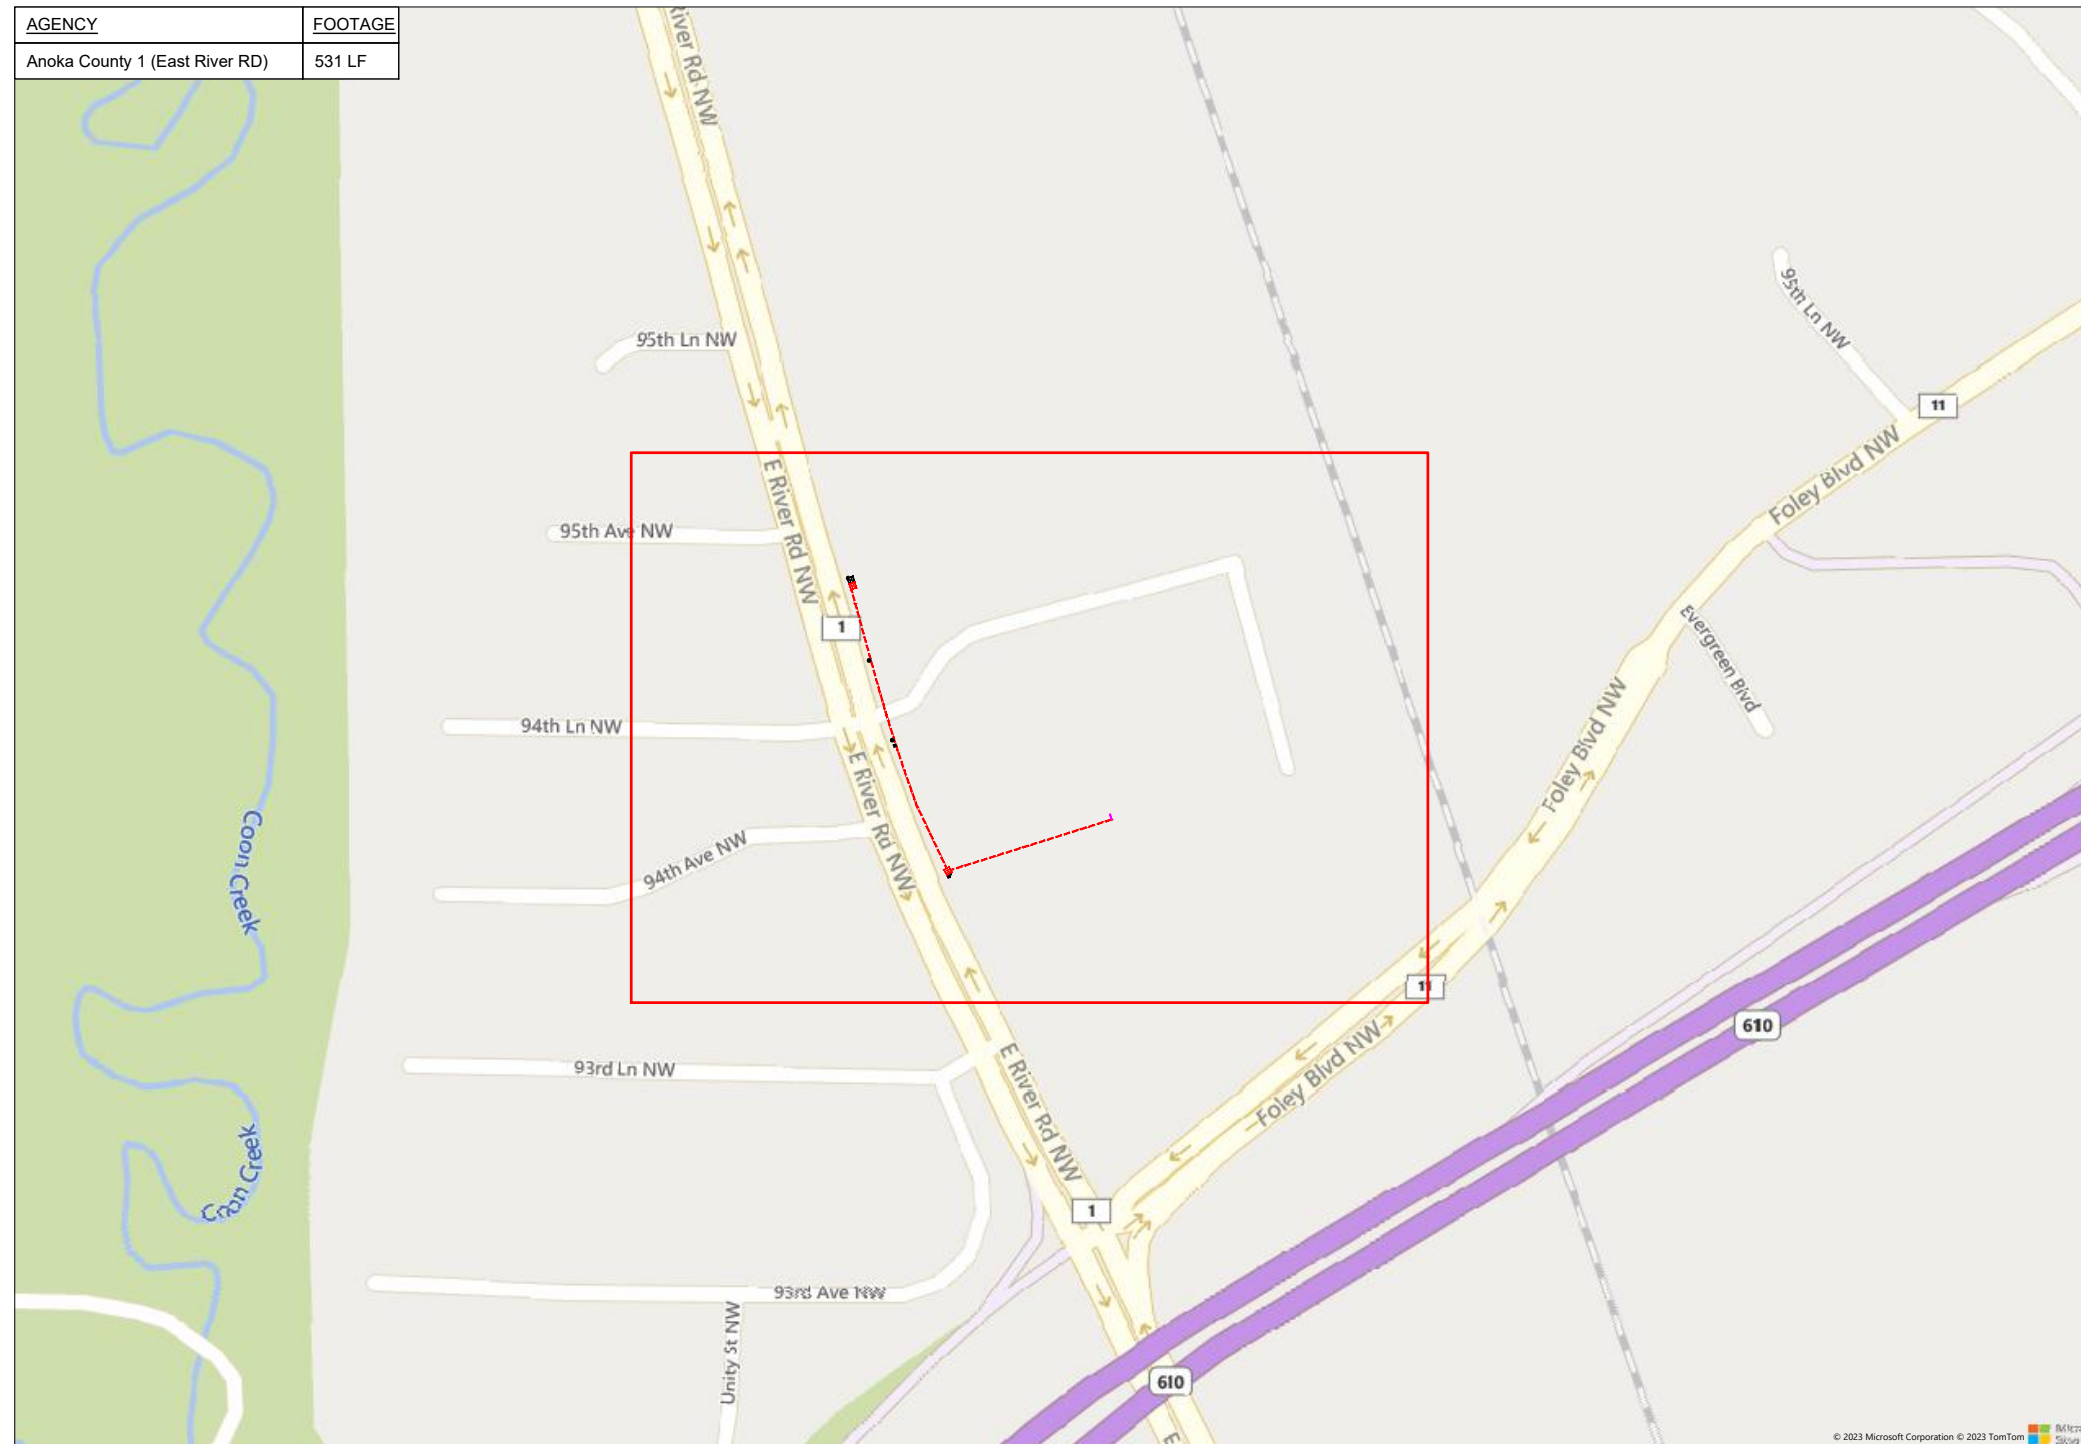 AGENCY FOOTAGE
Anoka County 1 (East River RD) 531 LF
River Rd NW
95th Ln NW
95th Ln NW
11
Foley Blvd NW
E River Rd NW
95th Ave NW
1
Evergreen Blvd
94th Ln NW
Foley Blvd NW
E River Rd NW
94th Ave NW
Coon Creek
11
610
93rd Ln NW
E River Rd NW
Foley Blvd NW
Coon Creek
1
93rd Ave NW
Unity St NW
610
E
© 2023 Microsoft Corporation © 2023 TomTom